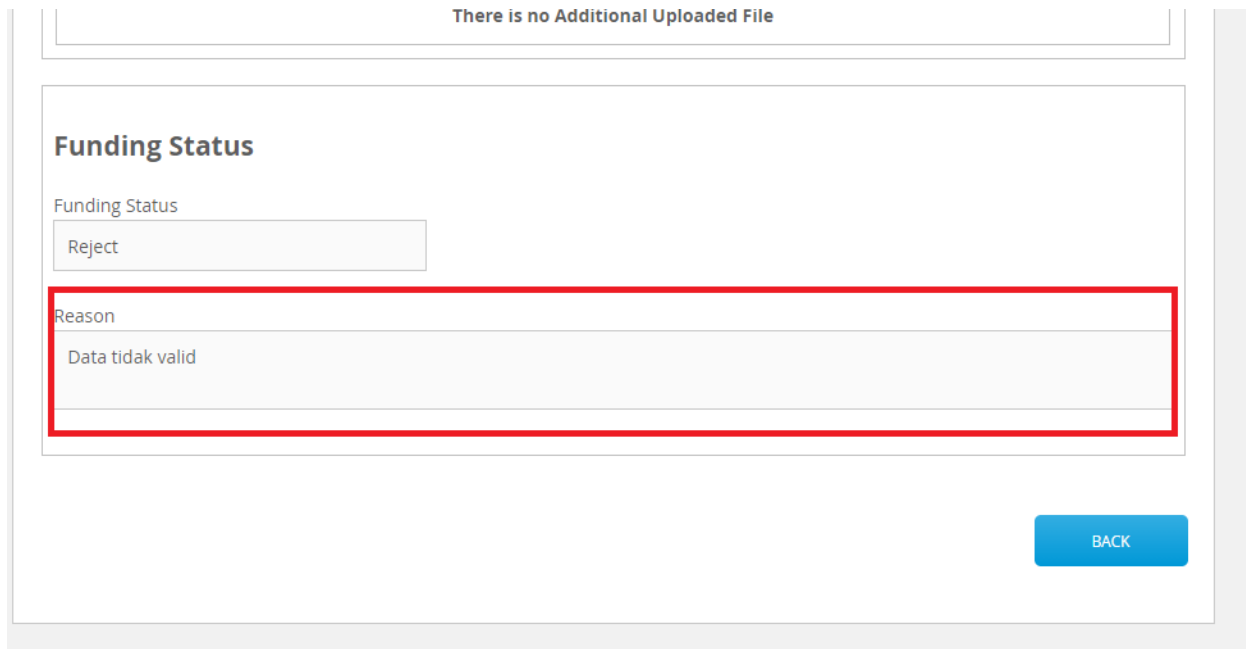 There is no Additional Uploaded File
Funding Status
Funding Status
Reject
Reason
Data tidak valid
BACK